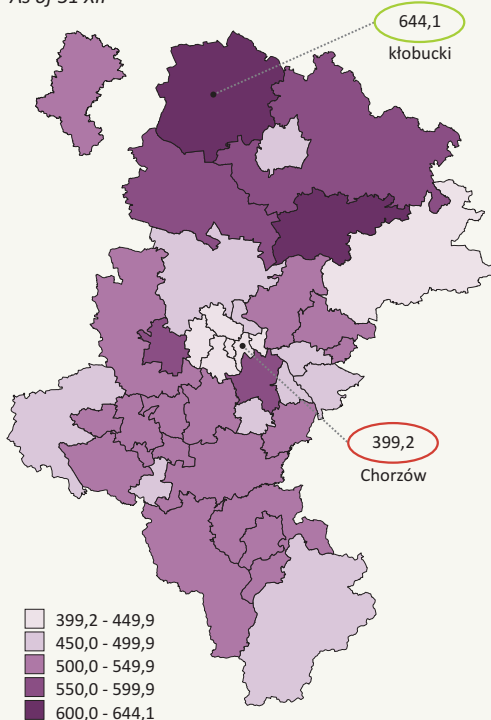 As of 31 XII
644,1
kłobucki
399,2
Chorzów
399,2 - 449,9
450,0 - 499,9
500,0 - 549,9
550,0 - 599,9
600,0 - 644,1